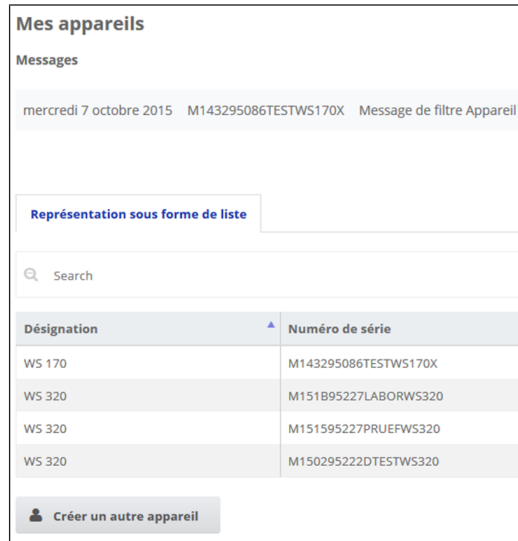 Mes appareils
Messages
mercredi 7 octobre 2015 M143295086TESTWS170X Message de filtre Appareil
Représentation sous forme de liste
Search
Désignation Numéro de série
WS 170 M143295086TESTWS170X
WS 320 M151B95227LABORWS320
WS 320 M151595227PRUEFWS320
WS 320 M150295222DTESTWS320
Créer un autre appareil